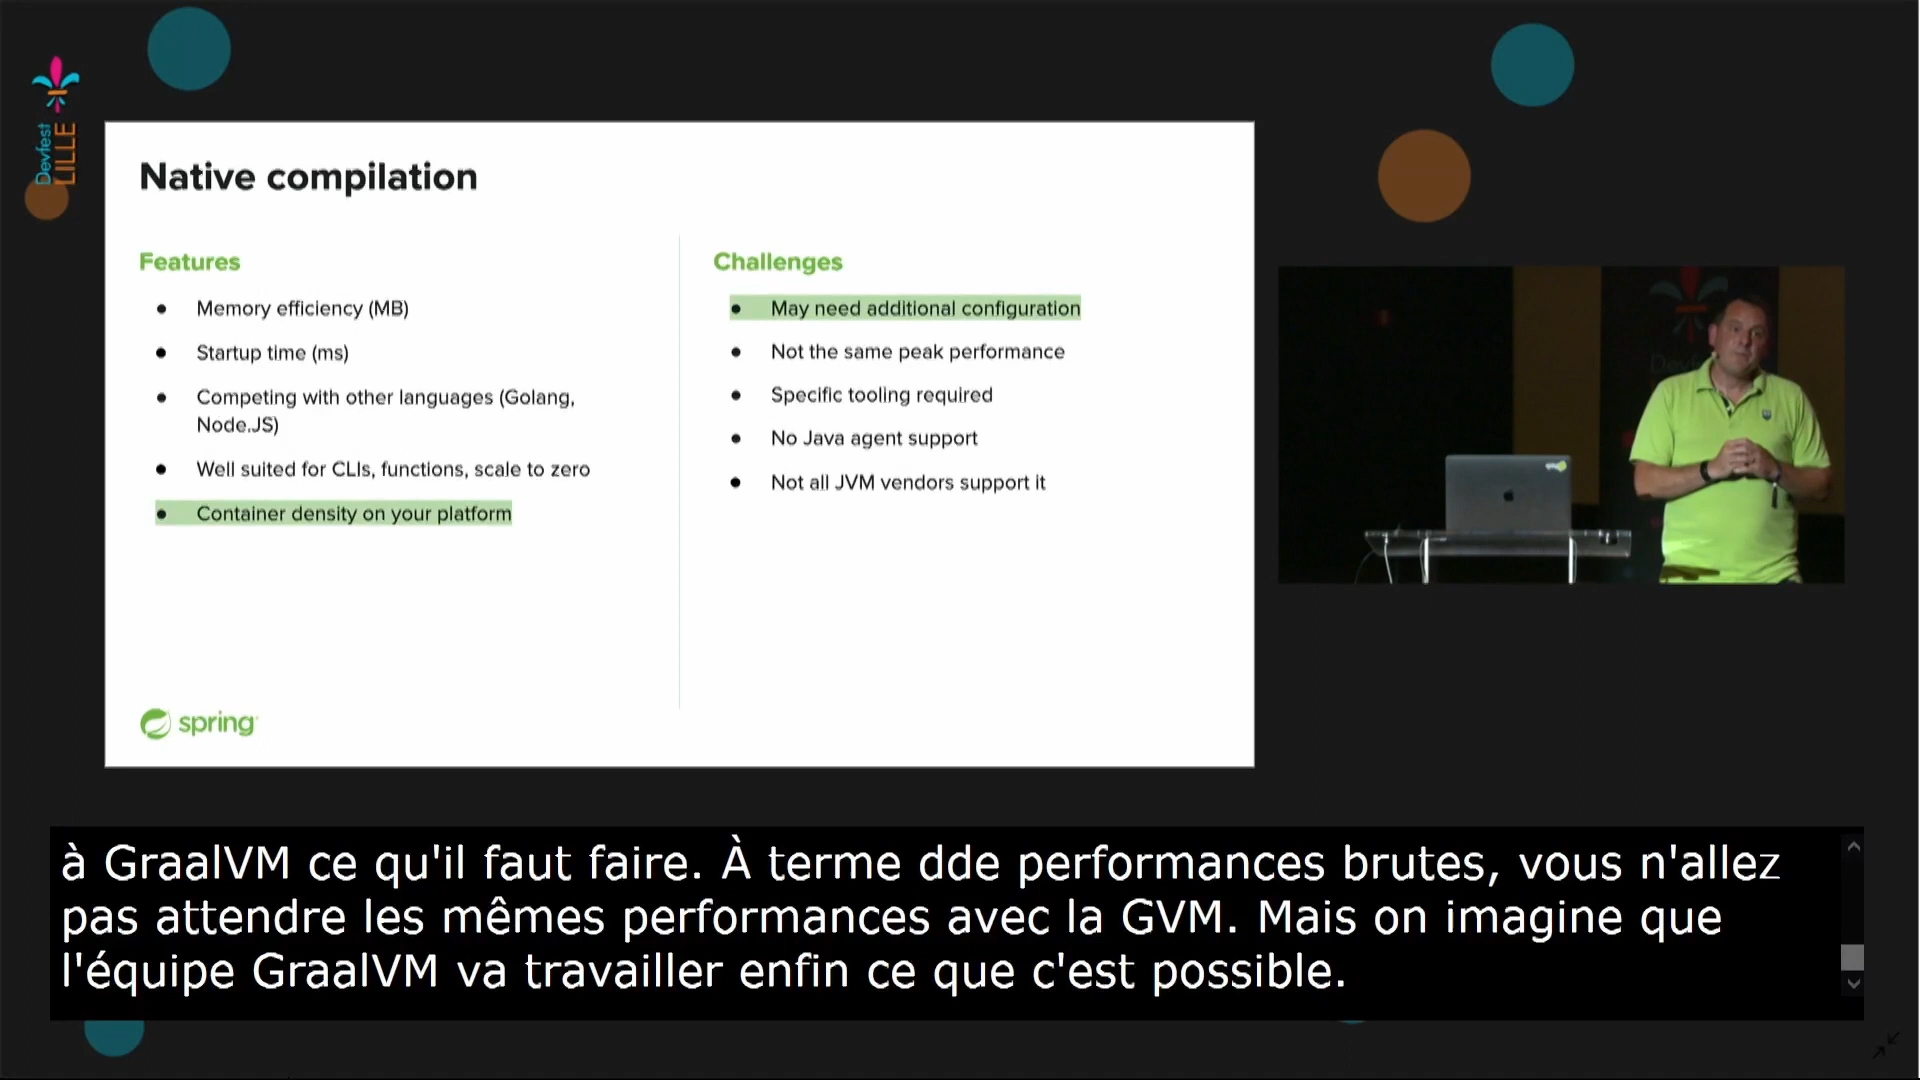 Devfest
LILLE
Native compilation
Features
● Memory efficiency (MB)
● Startup time (ms)
● Competing with other languages (Golang,
Node.JS)
● Well suited for CLIs, functions, scale to zero
● Container density on your platform
Challenges
● May need additional configuration
● Not the same peak performance
● Specific tooling required
● No Java agent support
● Not all JVM vendors support it
spring
à GraalVM ce qu'il faut faire. À terme dde performances brutes, vous n'allez
pas attendre les mêmes performances avec la GVM. Mais on imagine que
l'équipe GraalVM va travailler enfin ce que c'est possible.